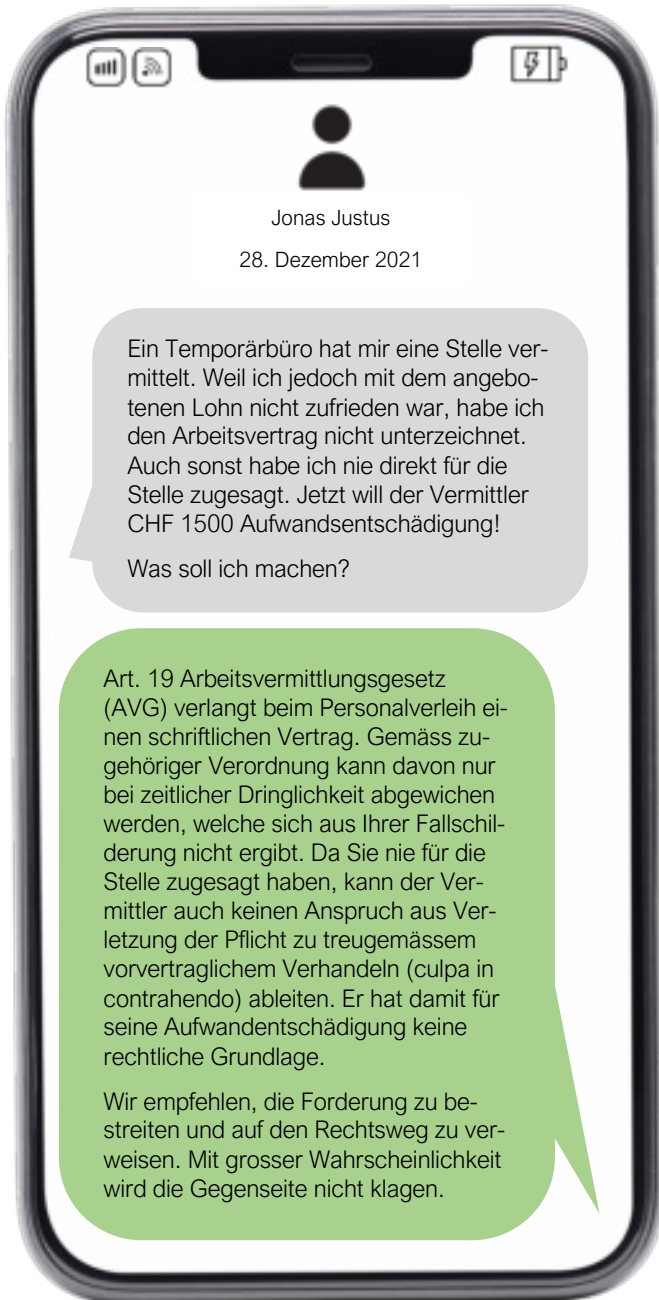 Jonas Justus
28. Dezember 2021
Ein Temporärbüro hat mir eine Stelle ver-
mittelt. Weil ich jedoch mit dem angebo-
tenen Lohn nicht zufrieden war, habe ich
den Arbeitsvertrag nicht unterzeichnet.
Auch sonst habe ich nie direkt für die
Stelle zugesagt. Jetzt will der Vermittler
CHF 1500 Aufwandsentschädigung!
Was soll ich machen?
Art. 19 Arbeitsvermittlungsgesetz
(AVG) verlangt beim Personalverleih ei-
nen schriftlichen Vertrag. Gemäss zu-
gehöriger Verordnung kann davon nur
bei zeitlicher Dringlichkeit abgewichen
werden, welche sich aus Ihrer Fallschil-
derung nicht ergibt. Da Sie nie für die
Stelle zugesagt haben, kann der Ver-
mittler auch keinen Anspruch aus Ver-
letzung der Pflicht zu treugemässem
vorvertraglichem Verhandeln (culpa in
contrahendo) ableiten. Er hat damit für
seine Aufwandentschädigung keine
rechtliche Grundlage.
Wir empfehlen, die Forderung zu be-
streiten und auf den Rechtsweg zu ver-
weisen. Mit grosser Wahrscheinlichkeit
wird die Gegenseite nicht klagen.